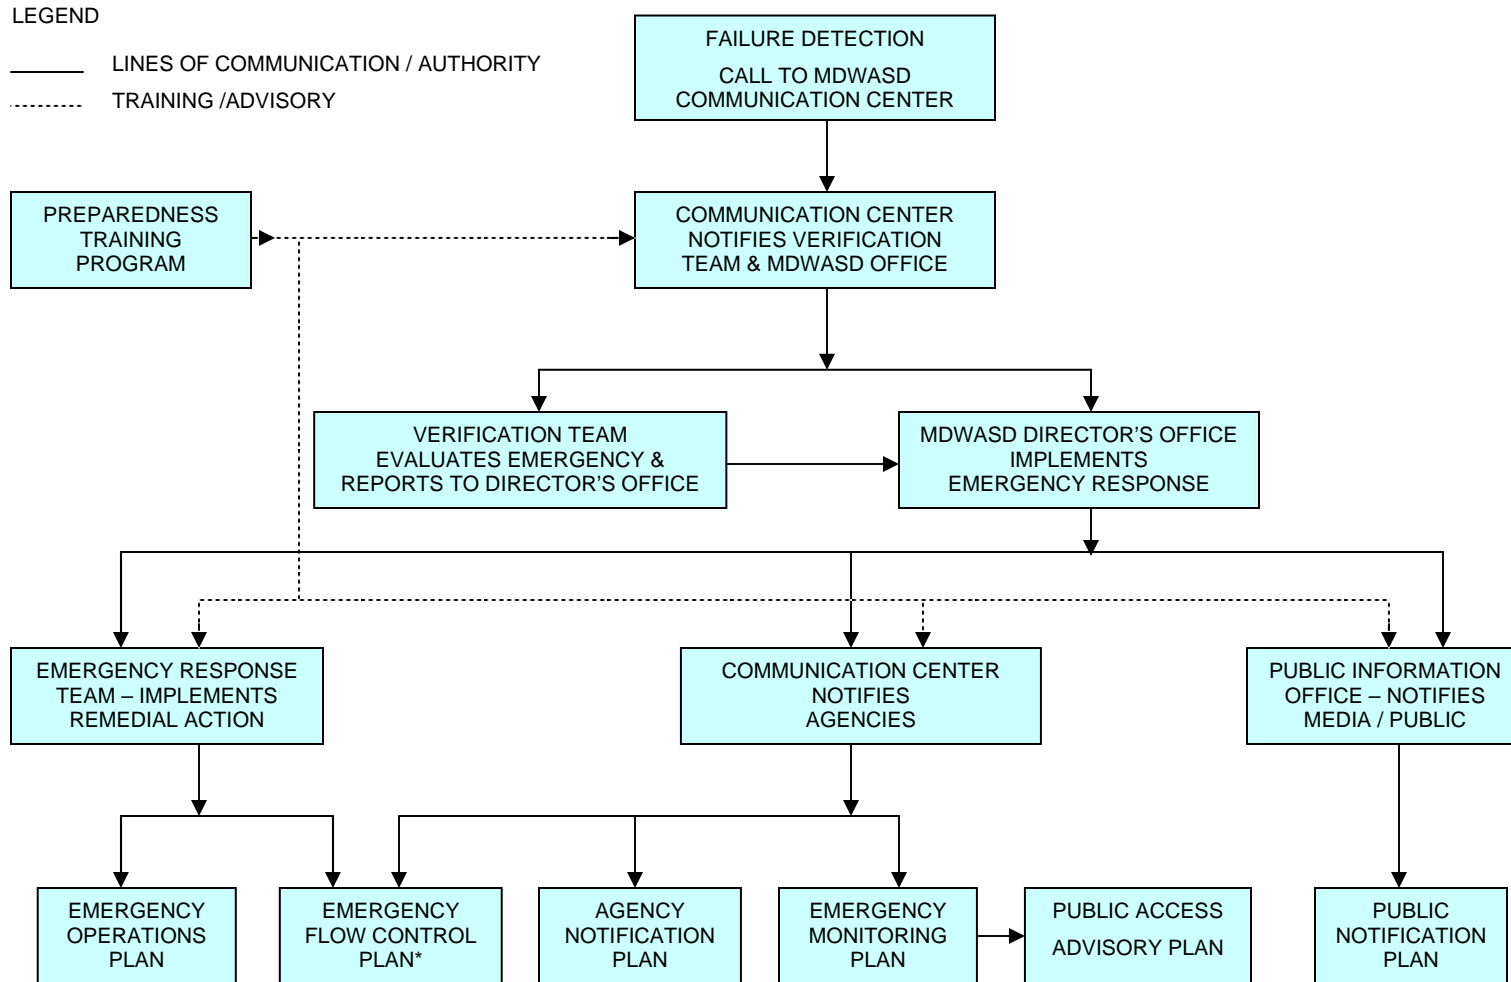 LEGEND
LINES OF COMMUNICATION / AUTHORITY
TRAINING /ADVISORY
FAILURE DETECTION
CALL TO MDWASD
COMMUNICATION CENTER
PREPAREDNESS
TRAINING
PROGRAM
COMMUNICATION CENTER
NOTIFIES VERIFICATION
TEAM & MDWASD OFFICE
VERIFICATION TEAM
EVALUATES EMERGENCY &
REPORTS TO DIRECTOR’S OFFICE
MDWASD DIRECTOR’S OFFICE
IMPLEMENTS
EMERGENCY RESPONSE
EMERGENCY RESPONSE
TEAM – IMPLEMENTS
REMEDIAL ACTION
COMMUNICATION CENTER
NOTIFIES
AGENCIES
PUBLIC INFORMATION
OFFICE – NOTIFIES
MEDIA / PUBLIC
EMERGENCY
OPERATIONS
PLAN
EMERGENCY
FLOW CONTROL
PLAN*
AGENCY
NOTIFICATION
PLAN
EMERGENCY
MONITORING
PLAN
PUBLIC ACCESS
ADVISORY PLAN
PUBLIC
NOTIFICATION
PLAN